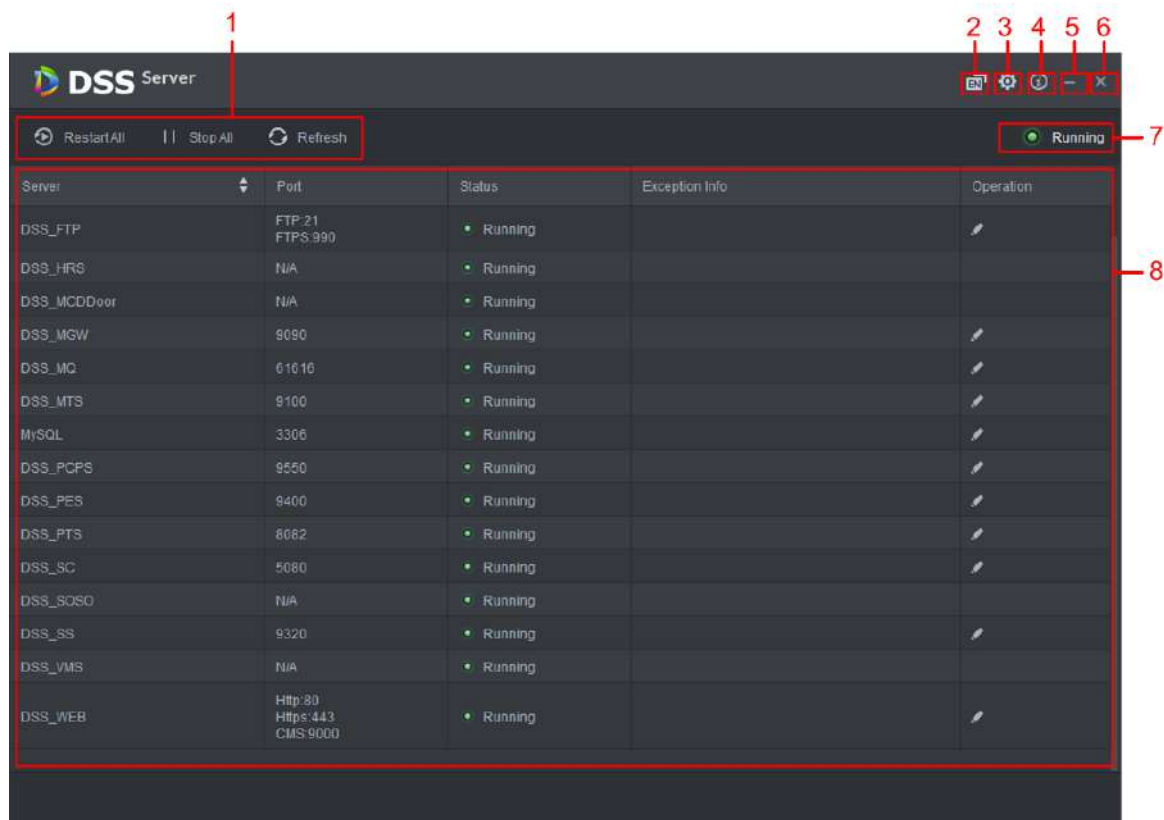 1 2 3 4 5 6
DSS Server EN
Restart All Stop All Refresh Running 7
Server Port Status Exception Info Operation
DSS_FTP FTP:21 Running
FTPS:990
DSS_HRS N/A Running 8
DSS_MCDDoor N/A Running
DSS_MGW 9090 Running
DSS_MQ 61616 Running
DSS_MTS 9100 Running
MySQL 3306 Running
DSS_PCPS 9550 Running
DSS_PES 9400 Running
DSS_PTS 8082 Running
DSS_SC 5080 Running
DSS_SOSO N/A Running
DSS_SS 9320 Running
DSS_VMS N/A Running
Http:80
DSS_WEB Https:443 Running
CMS:9000